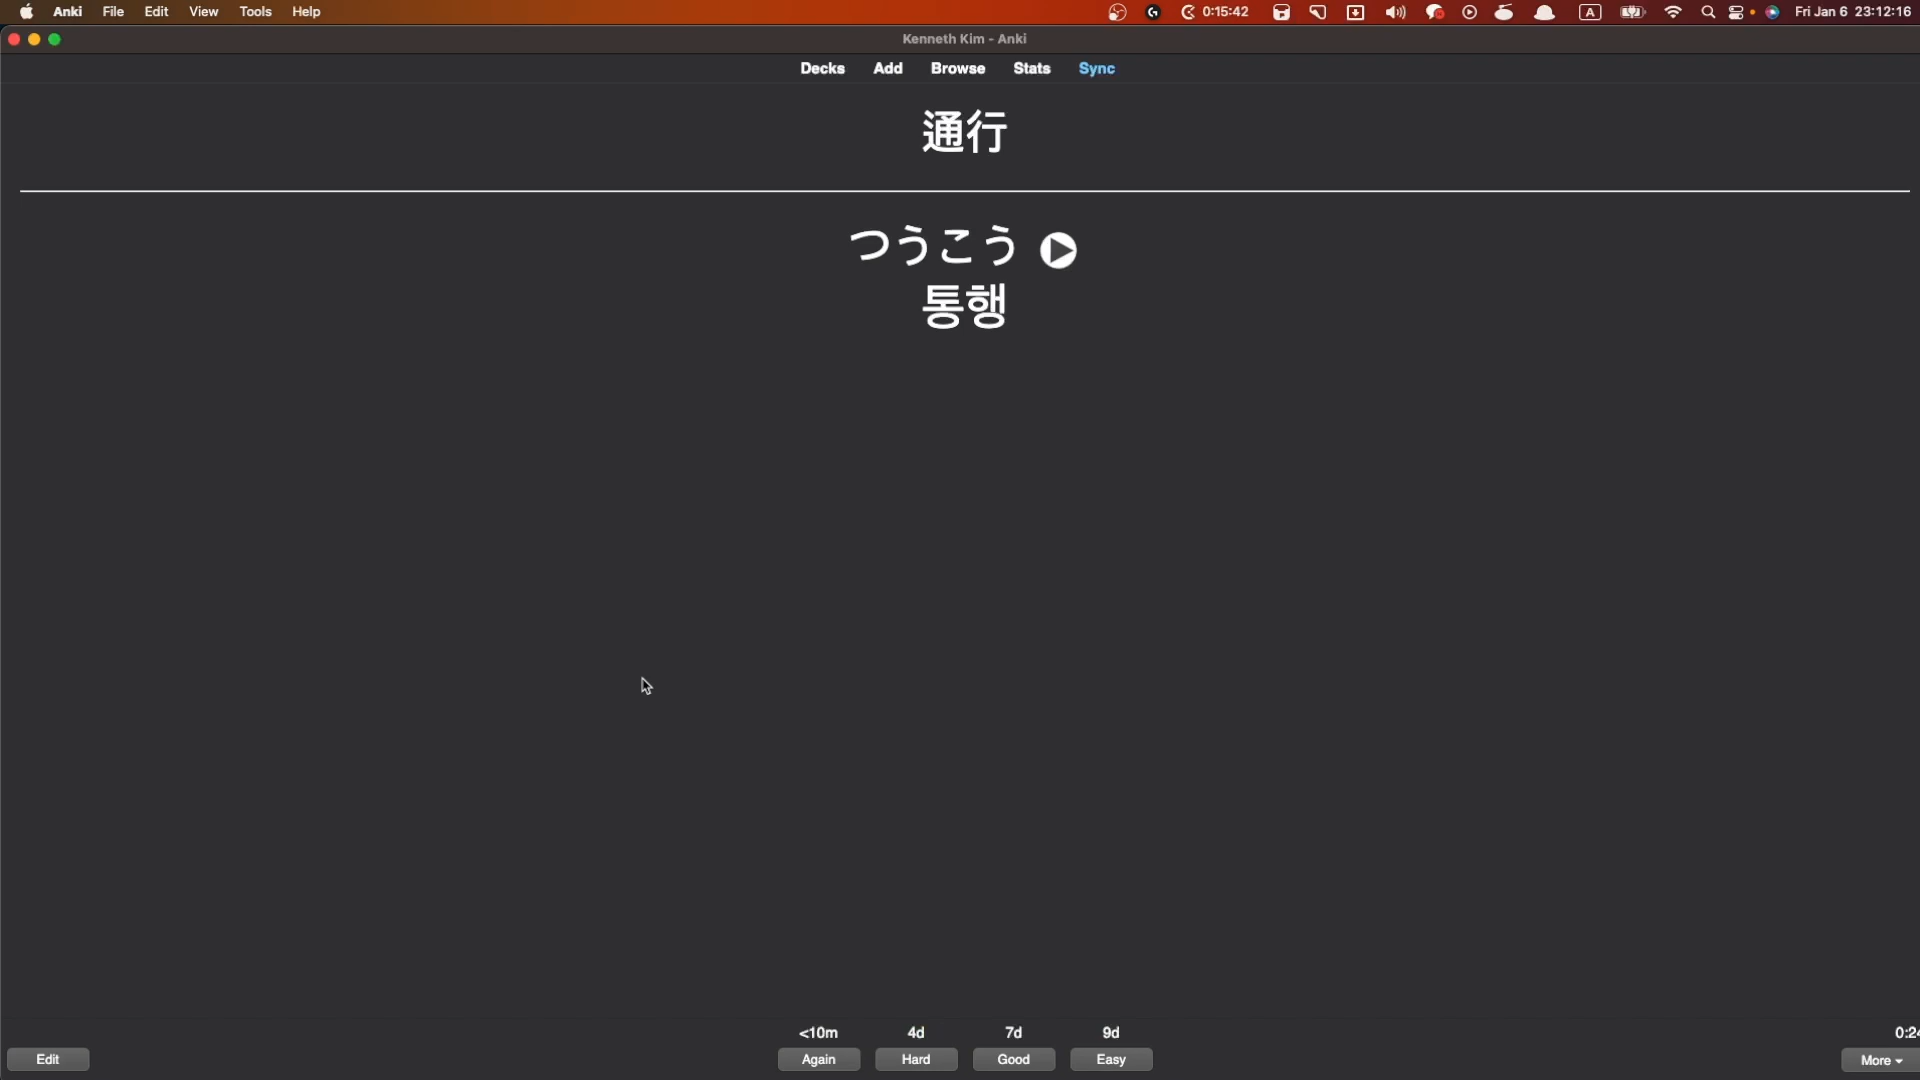 Anki File Edit View Tools Help 0:15:42 A Fri Jan 6 23:12:16
Kenneth Kim - Anki
Decks Add Browse Stats Sync
通行
つうこう
통행
<10m 4d 7d 9d 0:24
Edit Again Hard Good Easy More